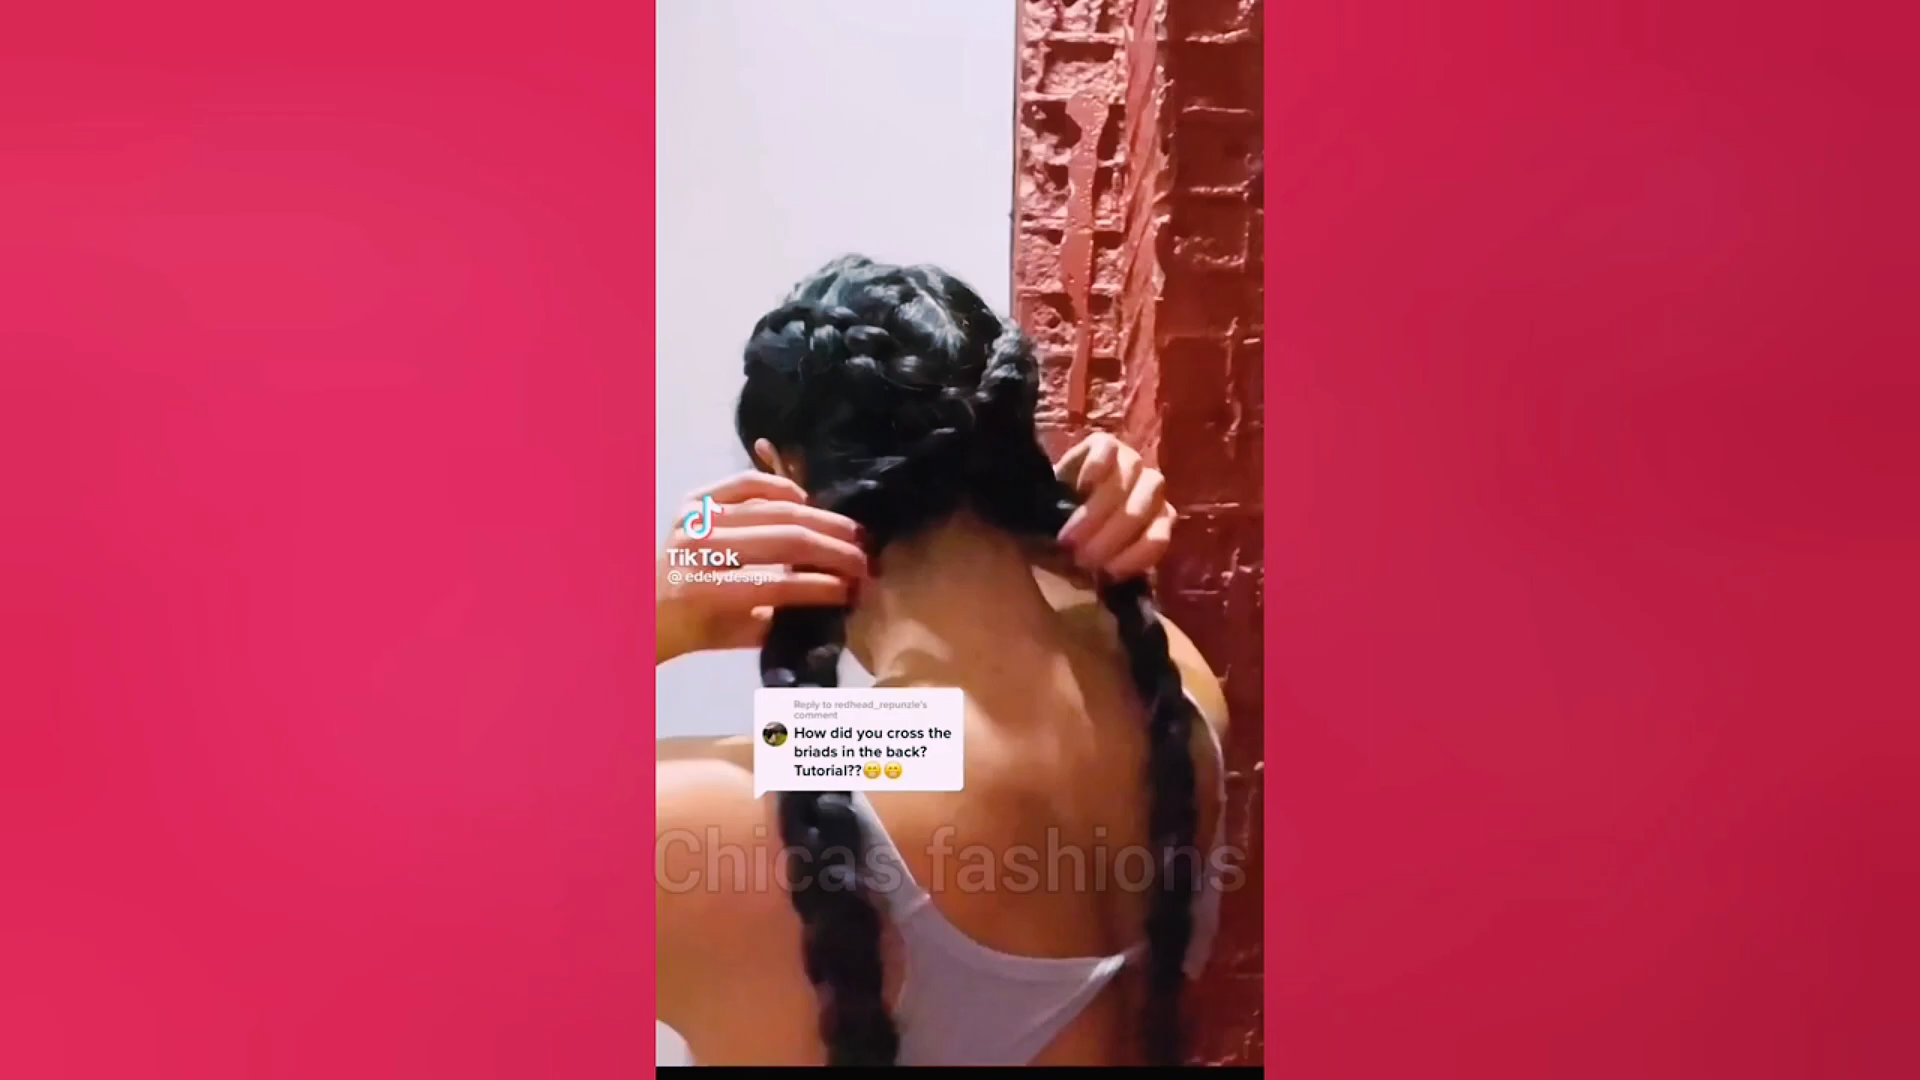 TikTok
@edelydesigns
Reply to redhead_repunzle's
comment
How did you cross the
briads in the back?
Tutorial??😁😁
Chicas fashions